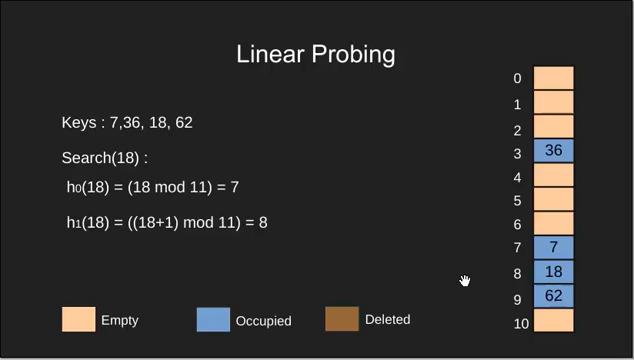 Linear Probing
Keys : 7,36, 18, 62
Search(18) :
h0(18) = (18 mod 11) = 7
h1(18) = ((18+1) mod 11) = 8
0
1
2
3 36
4
5
6
7 7
8 18
9 62
10
Empty
Occupied
Deleted